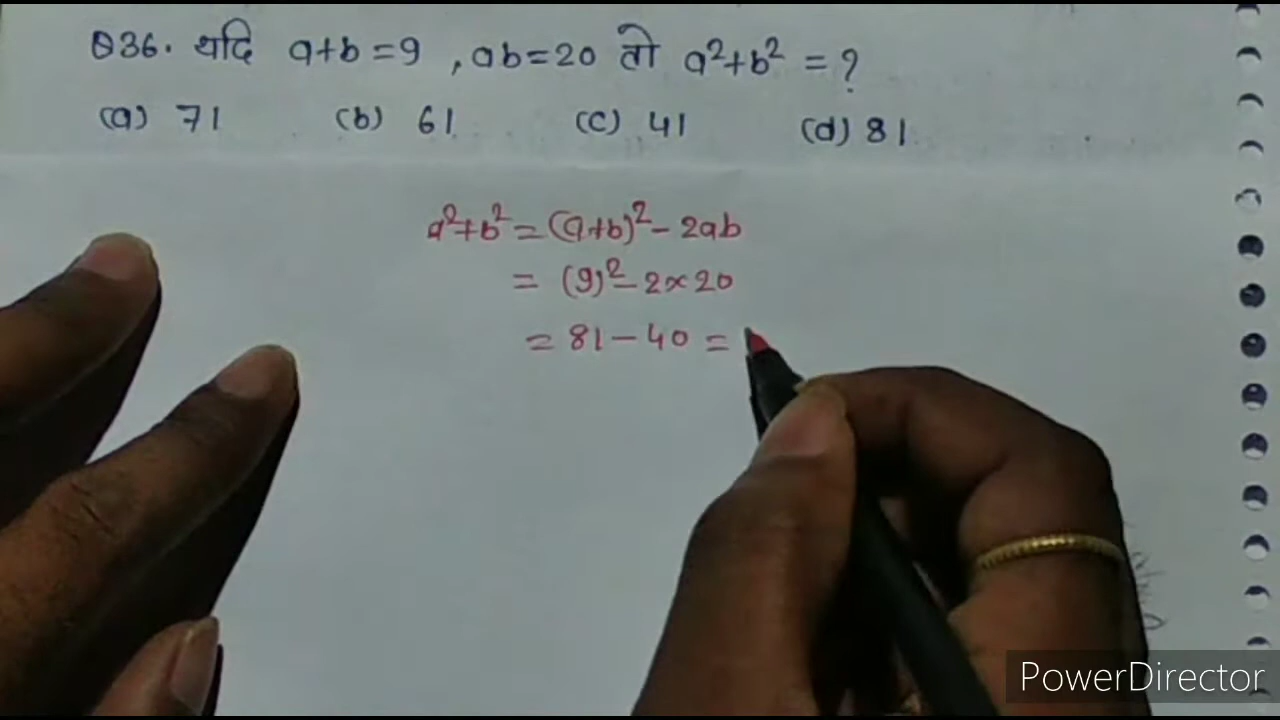 Q36. यदि a+b=9 , ab=20 तो a²+b² = ?
(a) 71 (b) 61 (c) 41 (d) 81
a²+b² = (a+b)² - 2ab
= (9)² - 2×20
= 81 - 40 =
PowerDirector